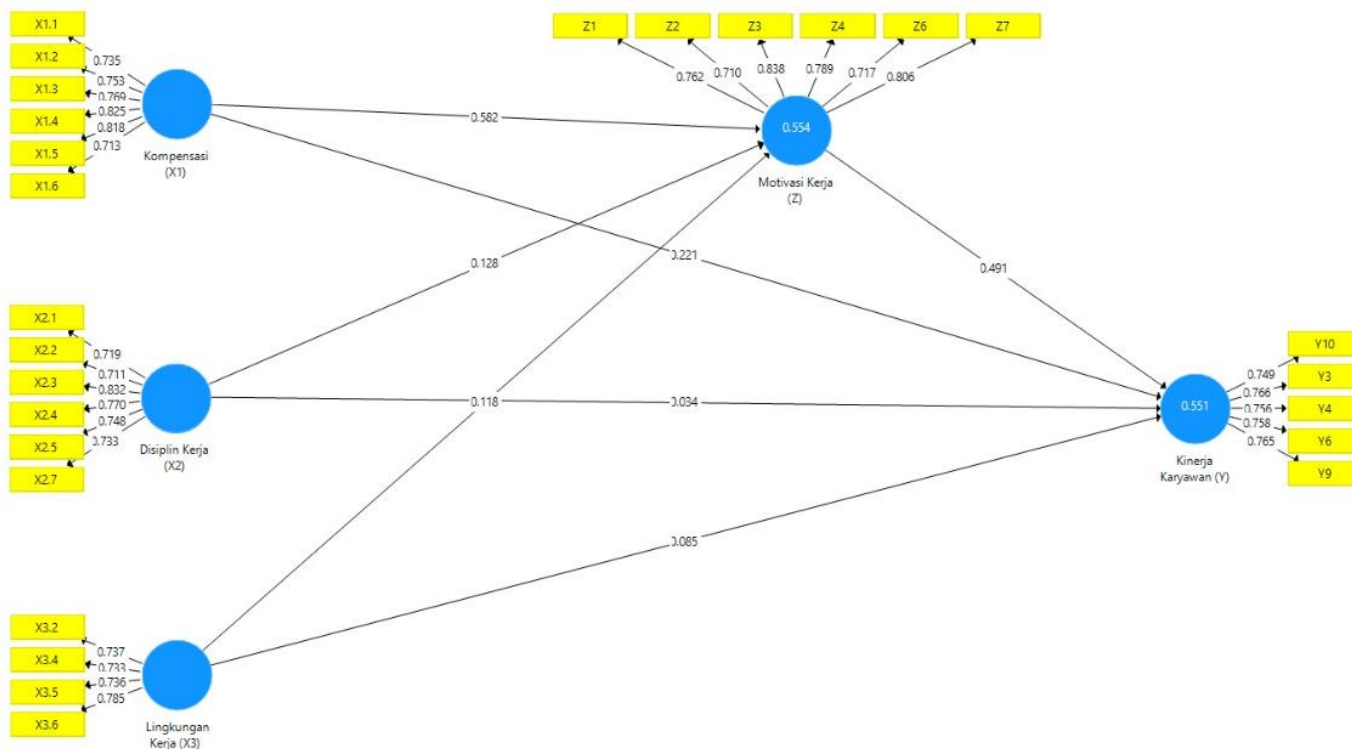 X1.1
X1.2
X1.3
X1.4
X1.5
X1.6
0.735
0.753
0.769
0.825
0.818
0.713
Kompensasi
(X1)
Z1
Z2
Z3
Z4
Z6
Z7
0.762
0.710
0.838
0.789
0.717
0.806
0.554
Motivasi Kerja
(Z)
0.582
0.221
0.128
0.491
X2.1
X2.2
X2.3
X2.4
X2.5
X2.7
0.719
0.711
0.832
0.770
0.748
0.733
Disiplin Kerja
(X2)
0.118
0.034
0.551
Kinerja
Karyawan (Y)
Y10
Y3
Y4
Y6
Y9
0.749
0.766
0.756
0.758
0.765
0.085
X3.2
X3.4
X3.5
X3.6
0.737
0.733
0.736
0.785
Lingkungan
Kerja (X3)